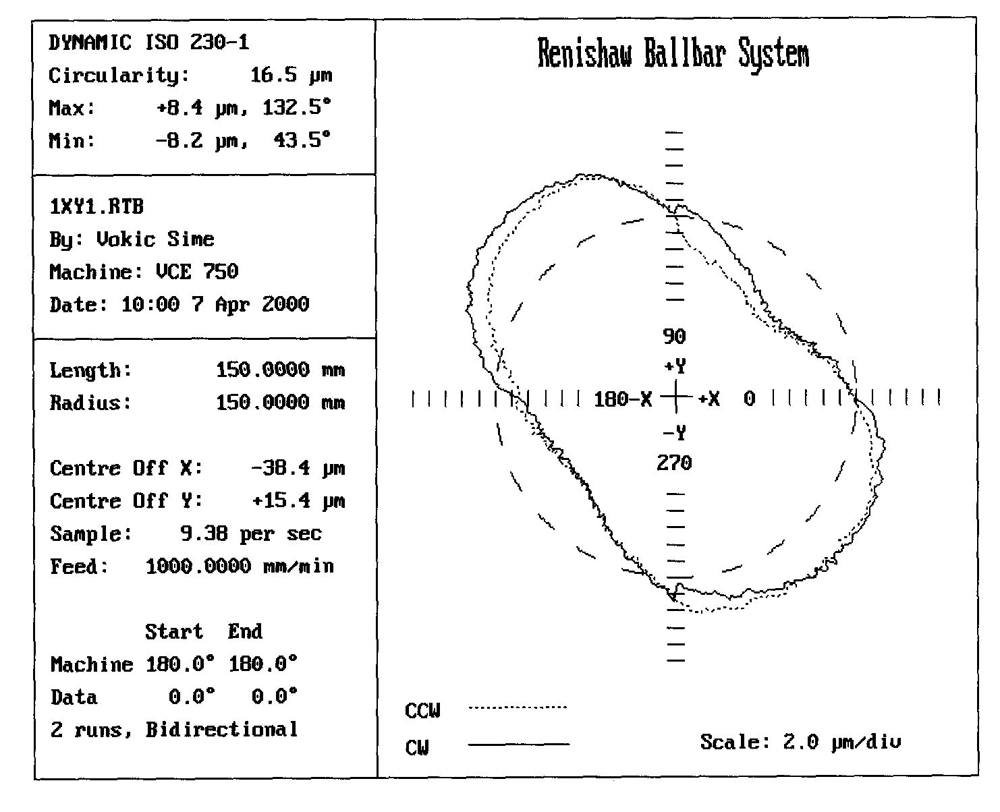 DYNAMIC ISO 230-1
Circularity: 16.5 µm
Max: +8.4 µm, 132.5°
Min: -8.2 µm, 43.5°
1XY1.RTB
By: Vokic Sime
Machine: VCE 750
Date: 10:00 7 Apr 2000
Length: 150.0000 mm
Radius: 150.0000 mm
Centre Off X: -38.4 µm
Centre Off Y: +15.4 µm
Sample: 9.38 per sec
Feed: 1000.0000 mm/min
Start End
Machine 180.0° 180.0°
Data 0.0° 0.0°
2 runs, Bidirectional
Renishaw Ballbar System
90
+Y
180-X +X 0
-Y
270
CCW
CW
Scale: 2.0 µm/div